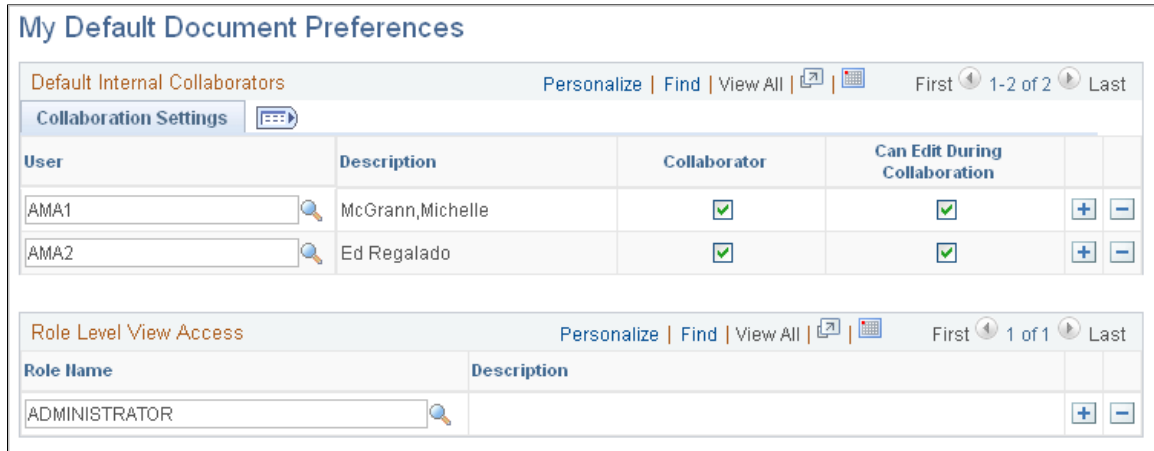 My Default Document Preferences
Default Internal Collaborators Personalize | Find | View All | | First 1-2 of 2 Last
Collaboration Settings
User Description Collaborator Can Edit During Collaboration
AMA1 McGrann,Michelle
AMA2 Ed Regalado
Role Level View Access Personalize | Find | View All | | First 1 of 1 Last
Role Name Description
ADMINISTRATOR